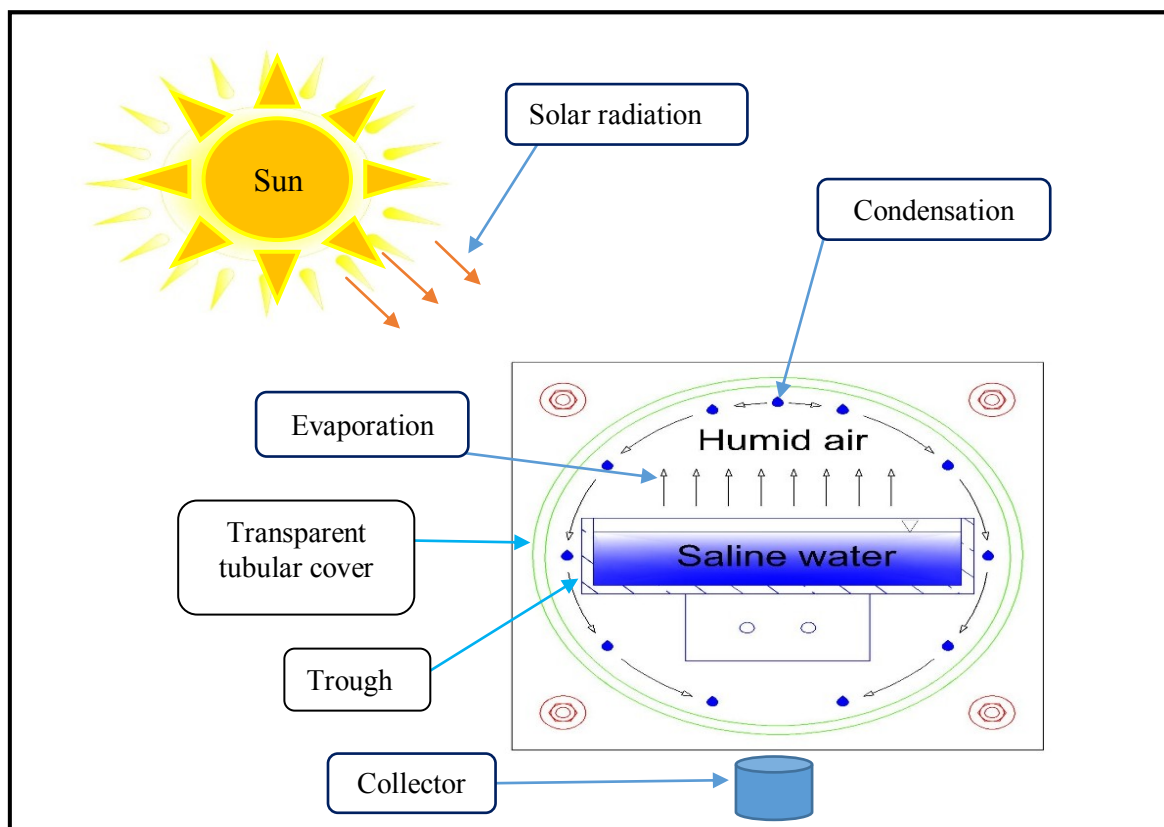 Solar radiation
Sun
Condensation
Evaporation
Humid air
Transparent
tubular cover
Saline water
Trough
Collector